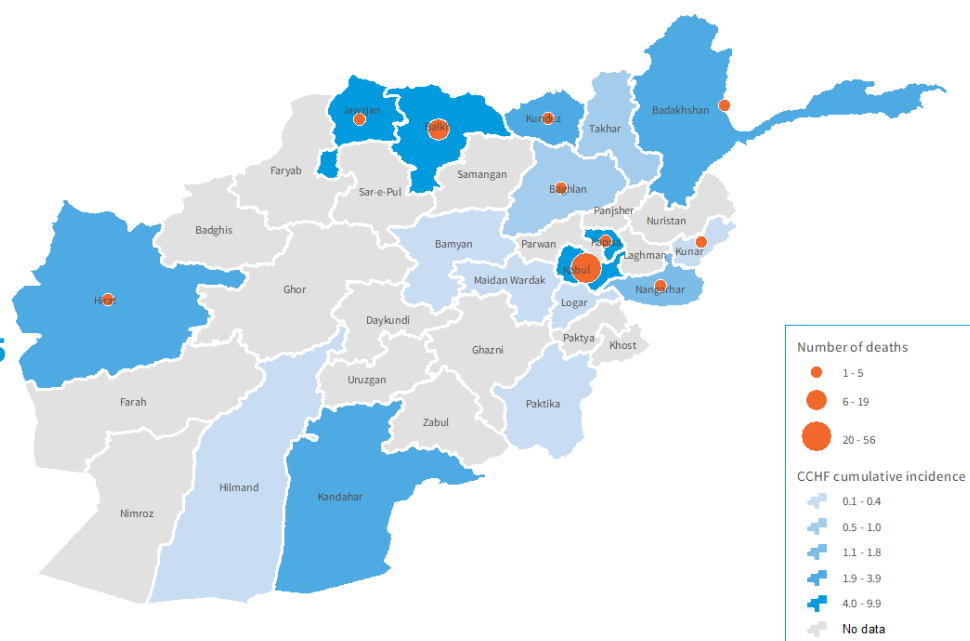 Jawzjan
Balkh
Kunduz
Takhar
Badakhshan
Faryab
Sar-e-Pul
Samangan
Baghlan
Panjsher
Nuristan
Badghis
Bamyan
Parwan
Kapisa
Laghman
Kunar
Kabul
Maidan Wardak
Nangarhar
Hirat
Ghor
Logar
Daykundi
Paktya
Khost
Ghazni
Uruzgan
Farah
Zabul
Paktika
Hilmand
Kandahar
Nimroz
5
Number of deaths
1 - 5
6 - 19
20 - 56
CCHF cumulative incidence
0.1 - 0.4
0.5 - 1.0
1.1 - 1.8
1.9 - 3.9
4.0 - 9.9
No data